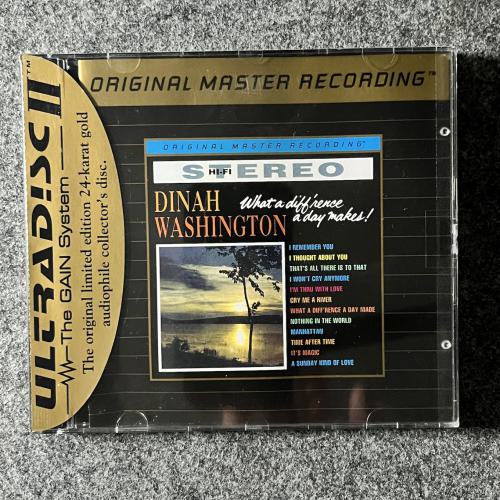 ULTRADISC II™
The GAIN System™
The original limited edition 24-karat gold
audiophile collector's disc.
ORIGINAL MASTER RECORDING™
ORIGINAL MASTER RECORDING™
STEREO
HI-FI
DINAH
WASHINGTON
What a diff'rence
a day makes!
I REMEMBER YOU
I THOUGHT ABOUT YOU
THAT'S ALL THERE IS TO THAT
I WON'T CRY ANYMORE
I'M THRU WITH LOVE
CRY ME A RIVER
WHAT A DIFF'RENCE A DAY MADE
NOTHING IN THE WORLD
MANHATTAN
TIME AFTER TIME
IT'S MAGIC
A SUNDAY KIND OF LOVE